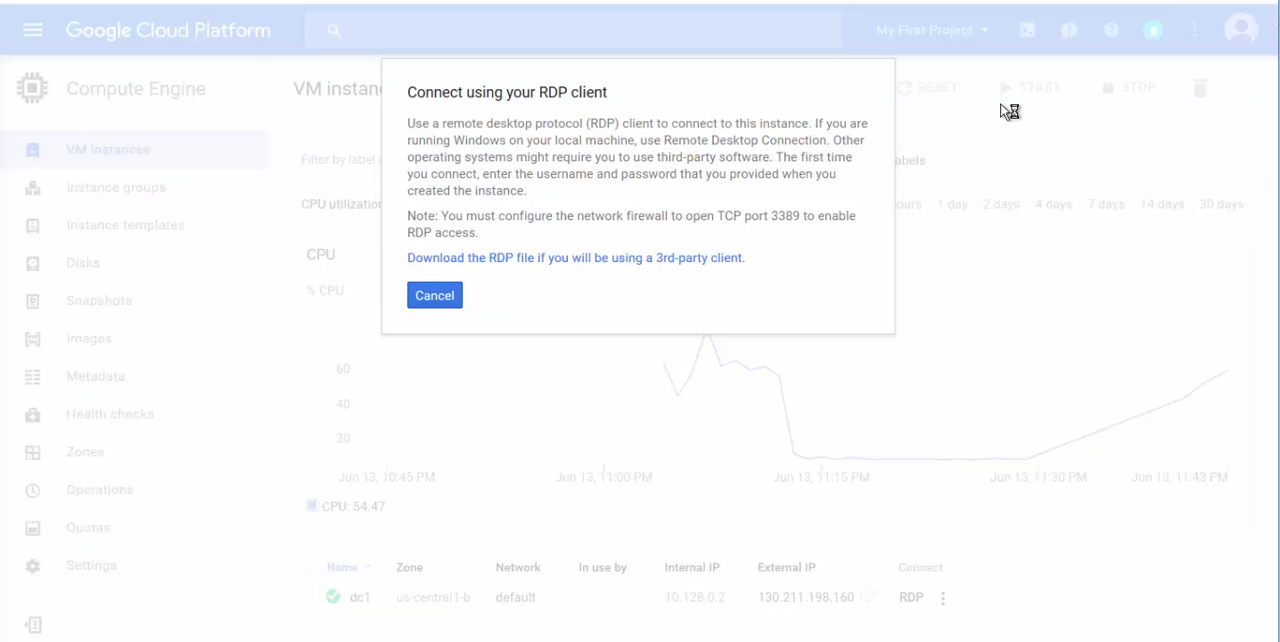 Google Cloud Platform
My First Project
Compute Engine
VM instan
RESET
START
STOP
Connect using your RDP client
Use a remote desktop protocol (RDP) client to connect to this instance. If you are
running Windows on your local machine, use Remote Desktop Connection. Other
operating systems might require you to use third-party software. The first time
you connect, enter the username and password that you provided when you
created the instance.
Note: You must configure the network firewall to open TCP port 3389 to enable
RDP access.
Download the RDP file if you will be using a 3rd-party client.
Cancel
VM instances
Instance groups
Instance templates
Disks
Snapshots
Images
Metadata
Health checks
Zones
Operations
Quotas
Settings
Filter by label
abels
CPU utilization
ours 1 day 2 days 4 days 7 days 14 days 30 days
CPU
% CPU
60
40
20
Jun 13, 10:45 PM Jun 13, 11:00 PM Jun 13, 11:15 PM Jun 13, 11:30 PM Jun 13, 11:43 PM
CPU: 54.47
Name Zone Network In use by Internal IP External IP Connect
dc1 us-central1-b default 10.128.0.2 130.211.198.160 RDP